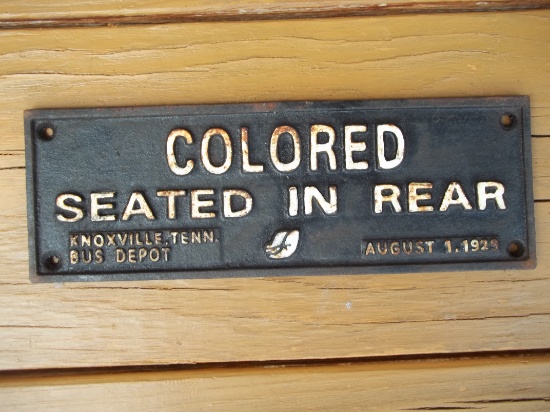 COLORED
SEATED IN REAR
KNOXVILLE, TENN.
BUS DEPOT
AUGUST 1, 1929